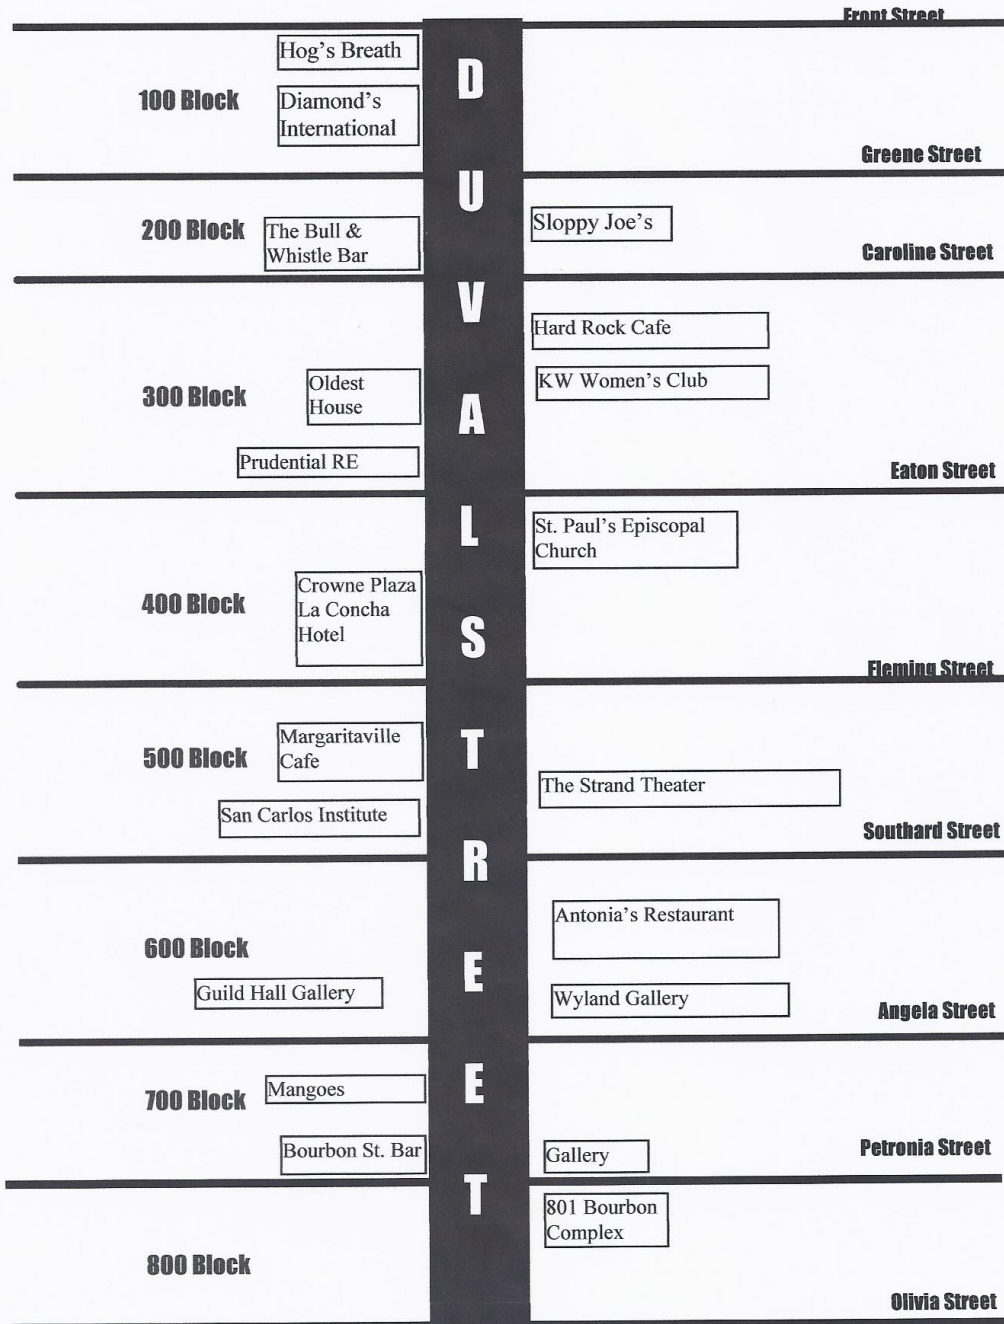 Front Street
Hog's Breath
D
100 Block
Diamond's
International
Greene Street
U
200 Block
The Bull &
Whistle Bar
Sloppy Joe's
Caroline Street
V
Hard Rock Cafe
300 Block
Oldest
House
KW Women's Club
A
Prudential RE
Eaton Street
L
St. Paul's Episcopal
Church
400 Block
Crowne Plaza
La Concha
Hotel
S
Fleming Street
500 Block
Margaritaville
Cafe
T
The Strand Theater
San Carlos Institute
Southard Street
R
600 Block
Antonia's Restaurant
E
Guild Hall Gallery
Wyland Gallery
Angela Street
700 Block
Mangoes
E
Bourbon St. Bar
Gallery
Petronia Street
T
801 Bourbon
Complex
800 Block
Olivia Street